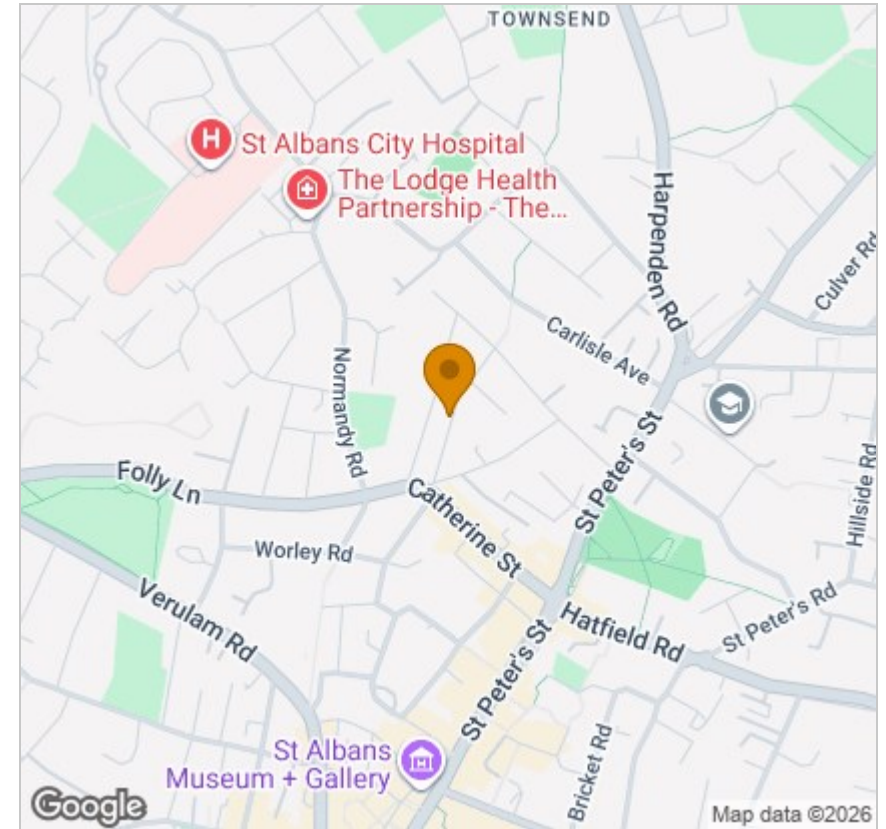 TOWNSEND
H
St Albans City Hospital
The Lodge Health
Partnership - The...
Harpenden Rd
Culver Rd
Carlisle Ave
Normandy Rd
St Peter's St
Folly Ln
Catherine St
Hillside Rd
Worley Rd
Verulam Rd
Hatfield Rd
St Peter's Rd
St Peter's St
St Albans
Museum + Gallery
Bricket Rd
Google
Map data ©2026